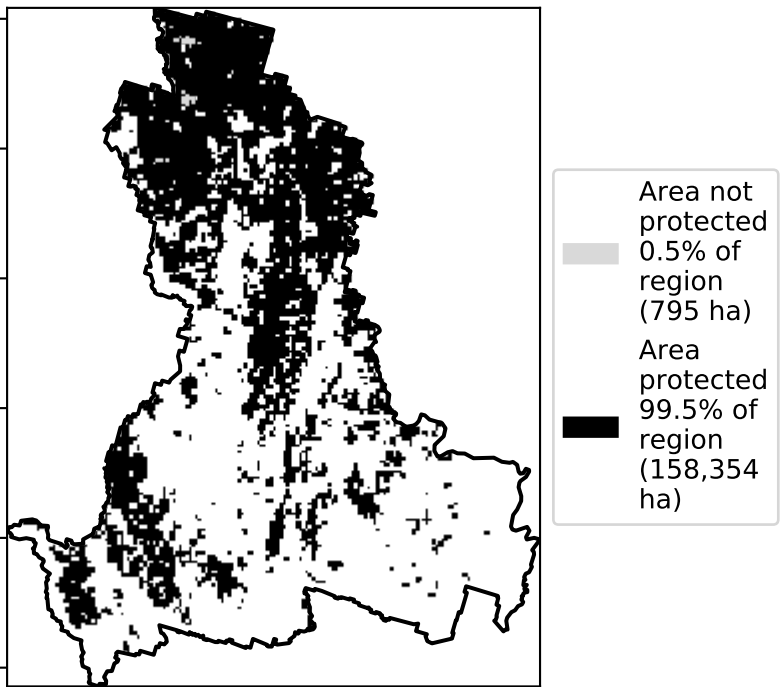 Area not
protected
0.5% of
region
(795 ha)
Area
protected
99.5% of
region
(158,354
ha)